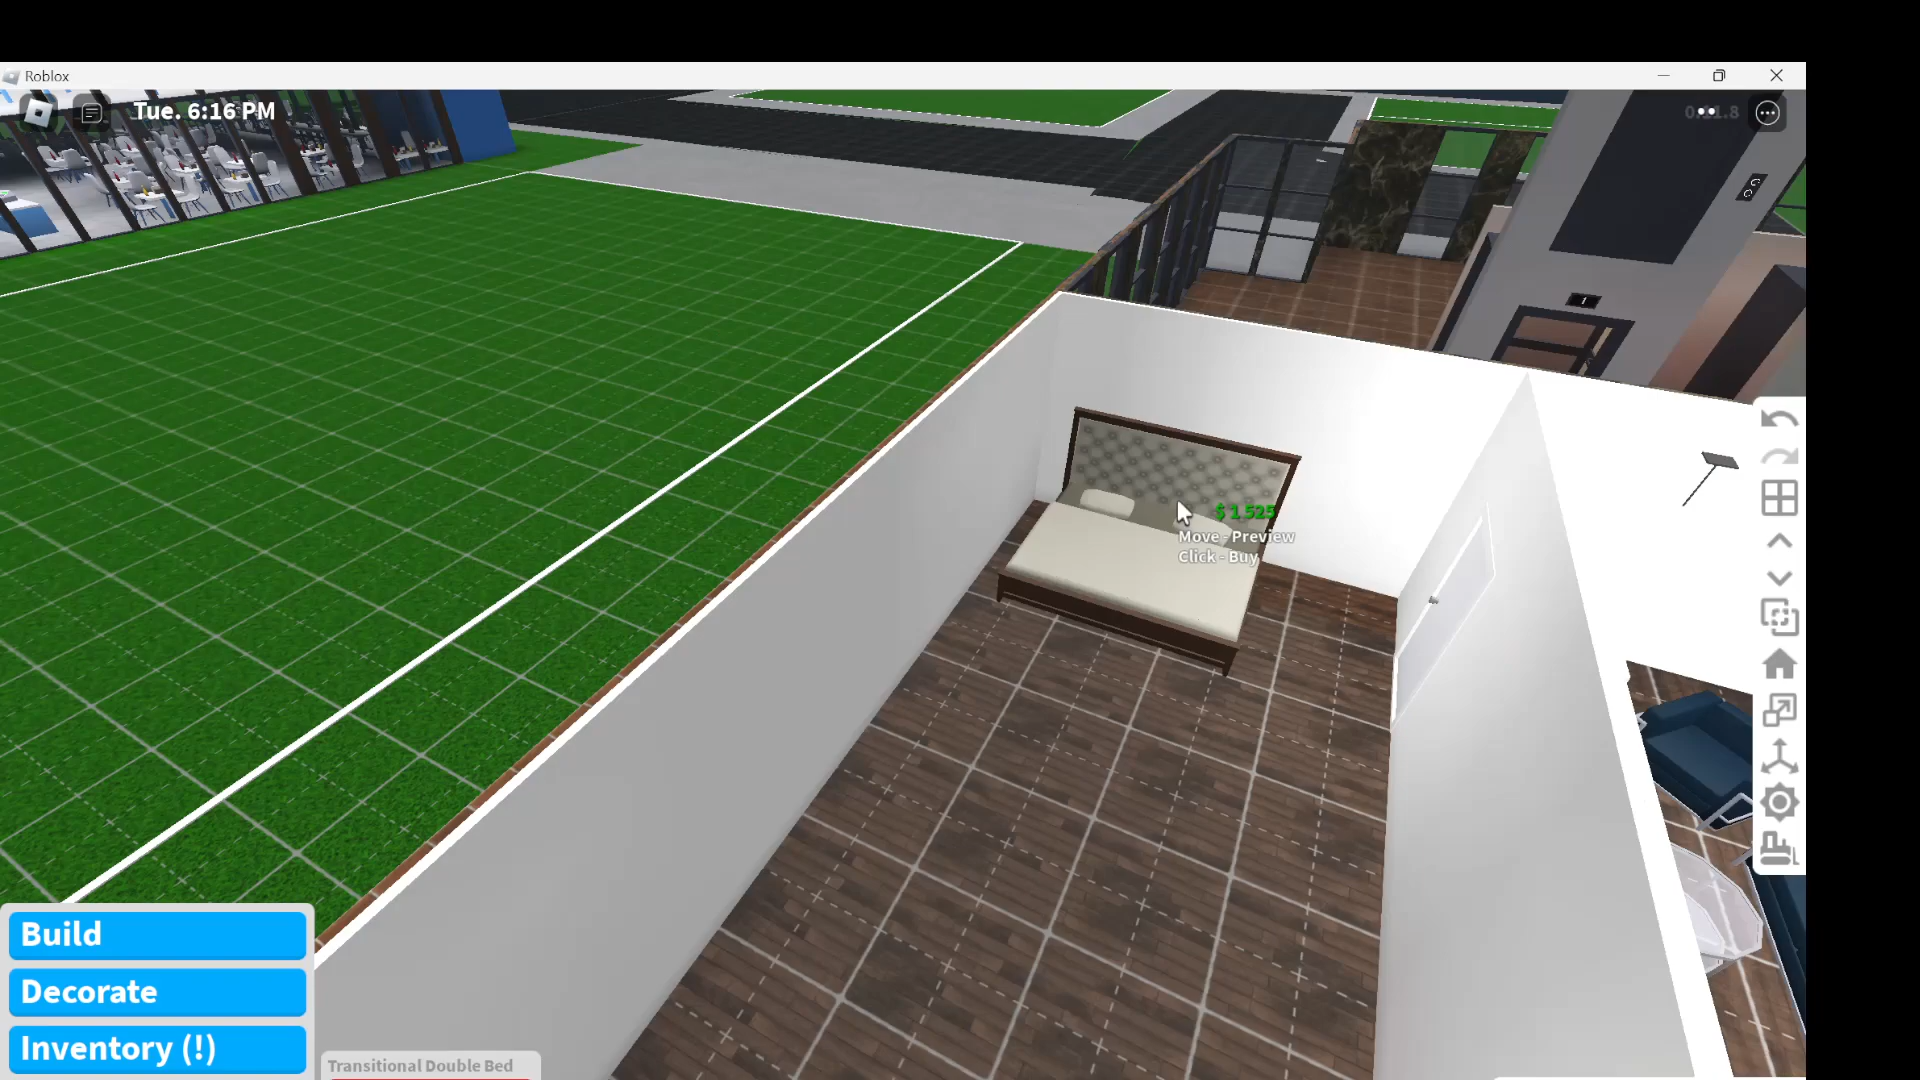 Roblox
Tue. 6:16 PM
$ 1.525
Move - Preview
Click - Buy
Build
Decorate
Inventory (!)
Transitional Double Bed